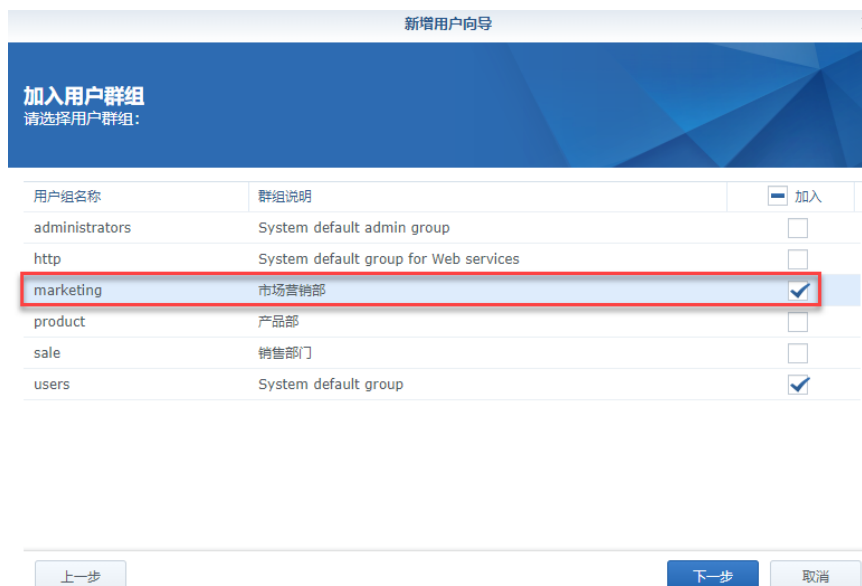 新增用户向导
加入用户群组
请选择用户群组：
用户组名称 群组说明 加入
administrators System default admin group
http System default group for Web services
marketing 市场营销部
product 产品部
sale 销售部门
users System default group
上一步 下一步 取消